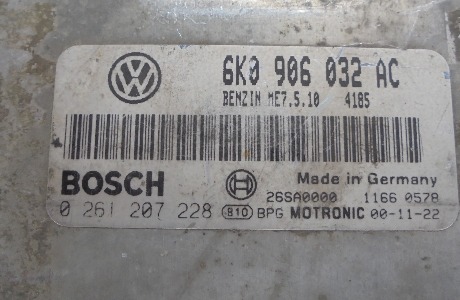 6K0 906 032 AC
BENZIN ME7.5.10 4185
BOSCH Made in Germany
26SA0000 1166 0578
0 261 207 228 B10 BPG MOTRONIC 00-11-22